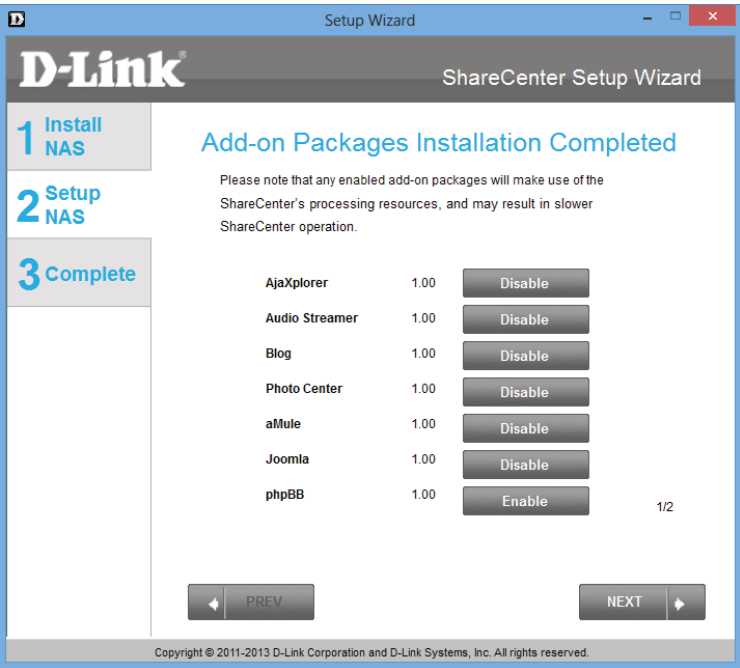 D
Setup Wizard
D-Link®
ShareCenter Setup Wizard
1 Install NAS
2 Setup NAS
3 Complete
Add-on Packages Installation Completed
Please note that any enabled add-on packages will make use of the
ShareCenter's processing resources, and may result in slower
ShareCenter operation.
AjaXplorer 1.00 Disable
Audio Streamer 1.00 Disable
Blog 1.00 Disable
Photo Center 1.00 Disable
aMule 1.00 Disable
Joomla 1.00 Disable
phpBB 1.00 Enable
1/2
PREV
NEXT
Copyright © 2011-2013 D-Link Corporation and D-Link Systems, Inc. All rights reserved.